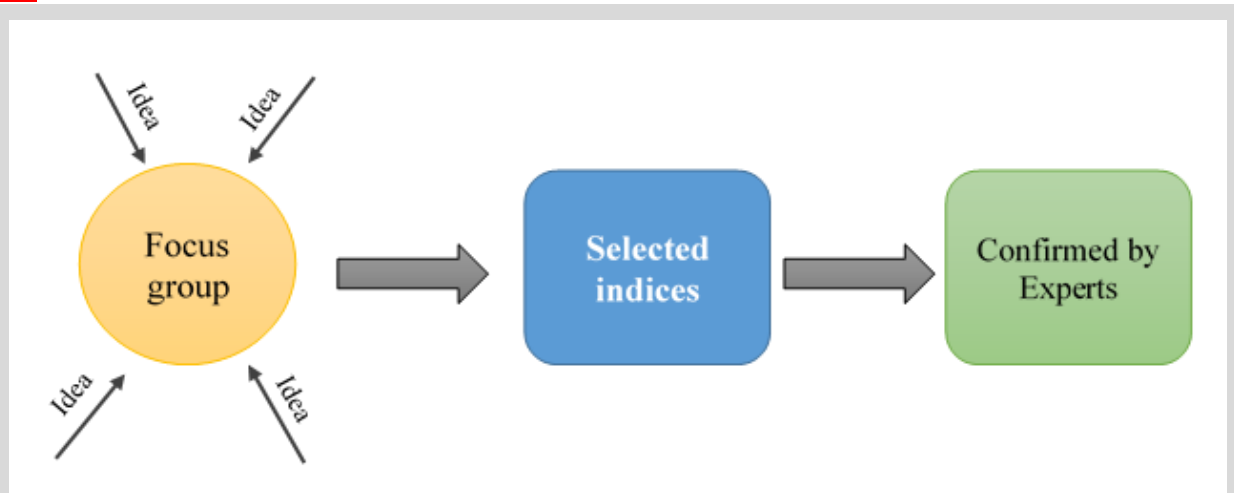 Idea
Idea
Focus
group
Selected
indices
Confirmed by
Experts
Idea
Idea